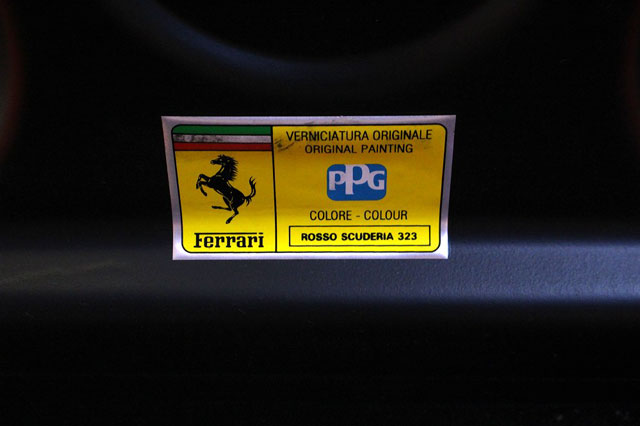 Ferrari
VERNICIATURA ORIGINALE
ORIGINAL PAINTING
PPG
COLORE - COLOUR
ROSSO SCUDERIA 323